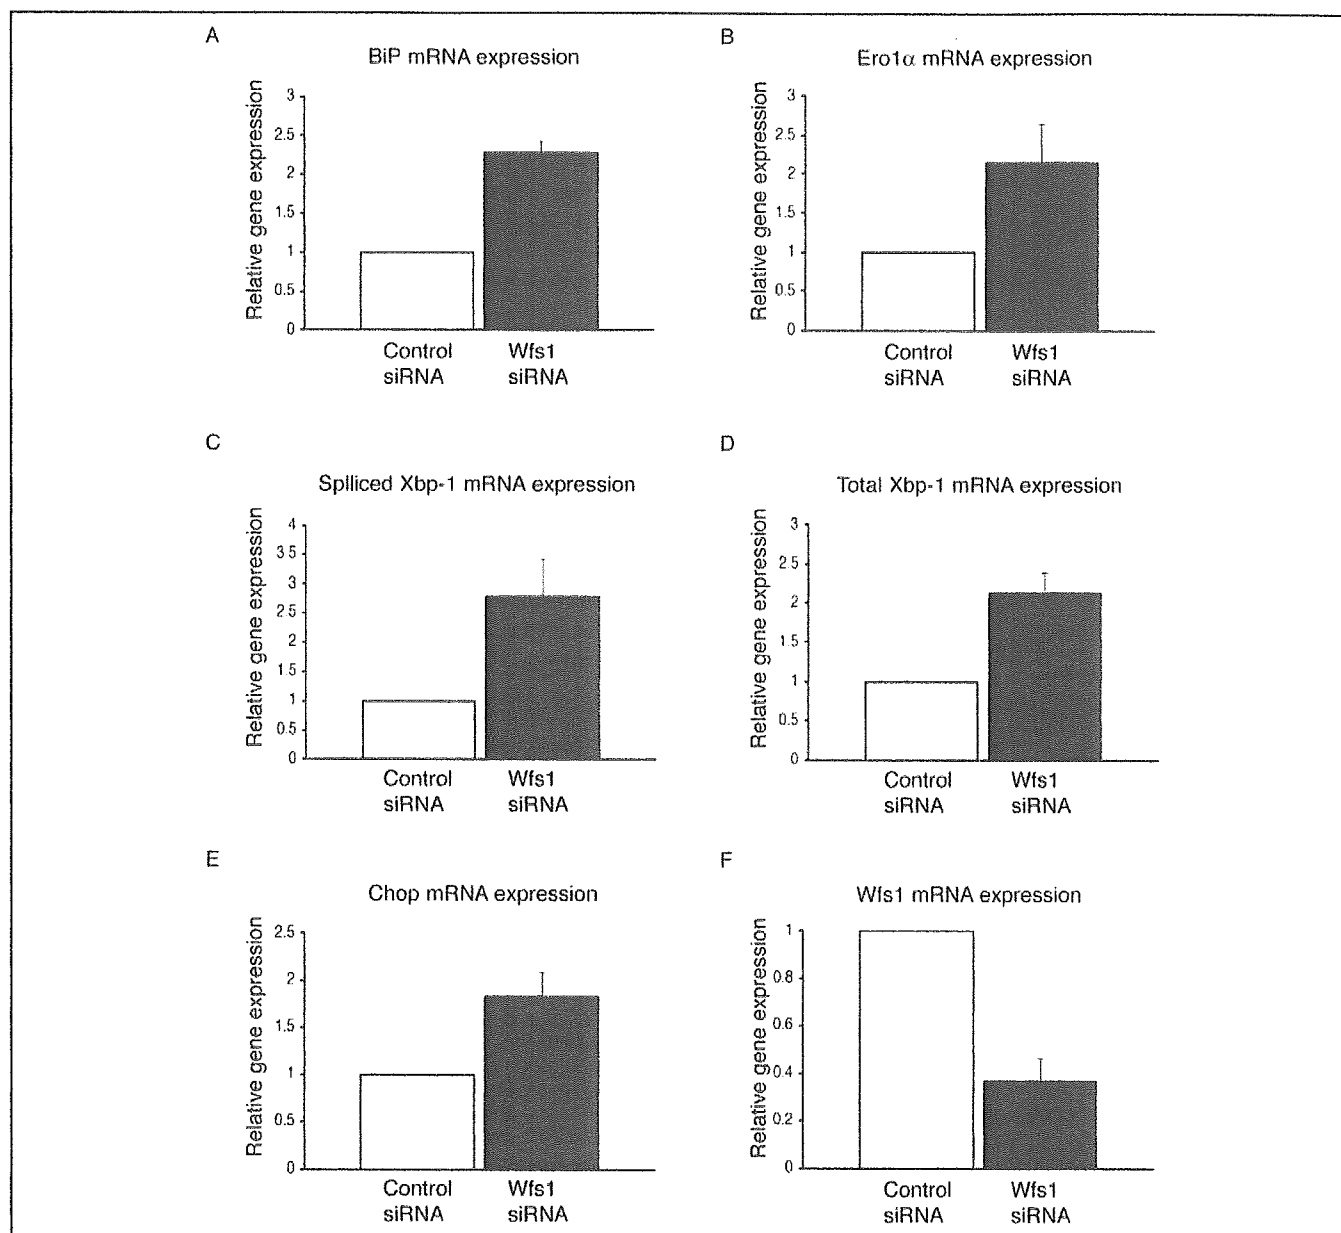 A
BiP mRNA expression
Relative gene expression
3
2.5
2
1.5
1
0.5
0
Control siRNA
Wfs1 siRNA
B
Ero1α mRNA expression
Relative gene expression
3
2.5
2
1.5
1
0.5
0
Control siRNA
Wfs1 siRNA
C
Splliced Xbp-1 mRNA expression
Relative gene expression
4
3 5
3
2.5
2
1.5
1
0.5
0
Control siRNA
Wfs1 siRNA
D
Total Xbp-1 mRNA expression
Relative gene expression
3
2.5
2
1.5
1
0.5
0
Control siRNA
Wfs1 siRNA
E
Chop mRNA expression
Relative gene expression
2.5
2
1.5
1
0.5
0
Control siRNA
Wfs1 siRNA
F
Wfs1 mRNA expression
Relative gene expression
1
0.8
0.6
0.4
0.2
0
Control siRNA
Wfs1 siRNA